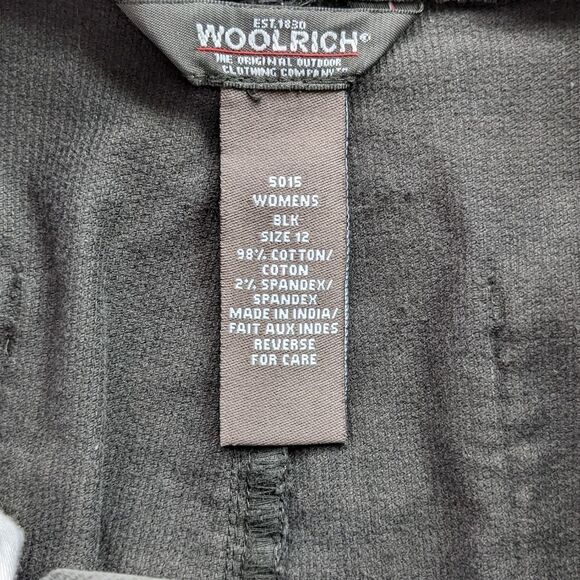 EST.1830
WOOLRICH®
THE ORIGINAL OUTDOOR
CLOTHING COMPANY
5015
WOMENS
BLK
SIZE 12
98% COTTON/
COTON
2% SPANDEX/
SPANDEX
MADE IN INDIA/
FAIT AUX INDES
REVERSE
FOR CARE